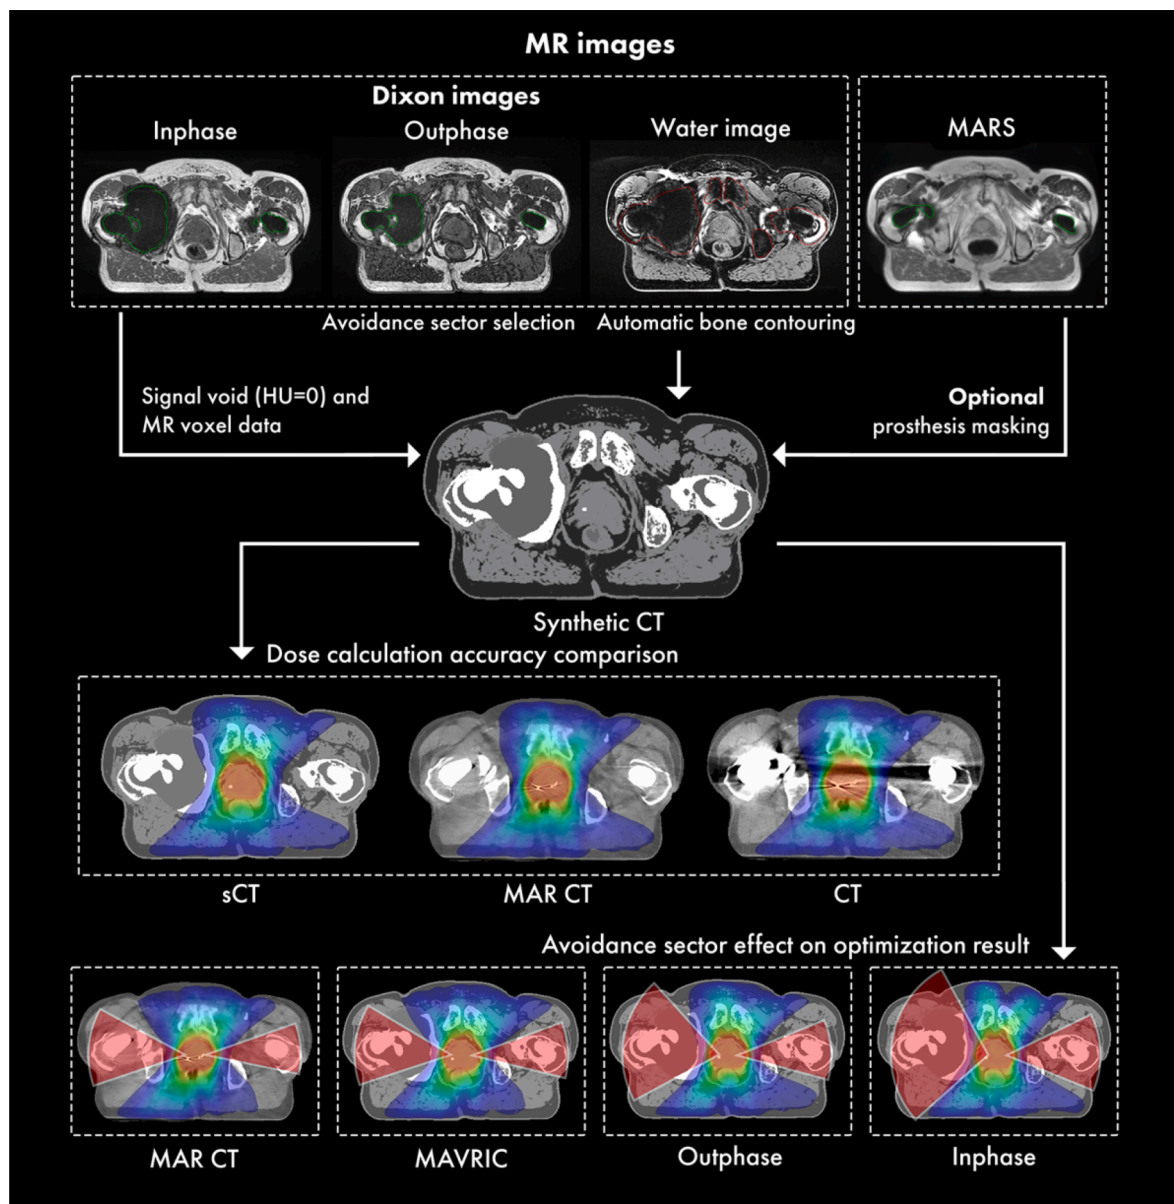 MR images
Dixon images
Inphase
Outphase
Water image
MARS
Avoidance sector selection
Automatic bone contouring
Signal void (HU=0) and
MR voxel data
Optional
prosthesis masking
Synthetic CT
Dose calculation accuracy comparison
sCT
MAR CT
CT
Avoidance sector effect on optimization result
MAR CT
MAVRIC
Outphase
Inphase